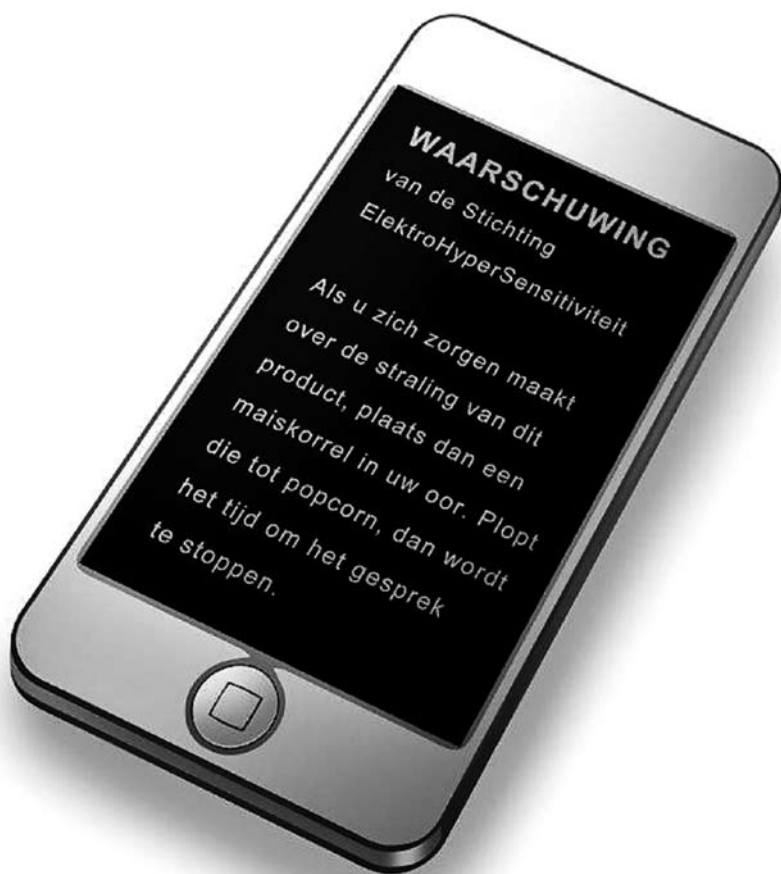 WAARSCHUWING
van de Stichting
ElektroHyperSensitiviteit
Als u zich zorgen maakt
over de straling van dit
product, plaats dan een
maiskorrel in uw oor. Plopt
die tot popcorn, dan wordt
het tijd om het gesprek
te stoppen.